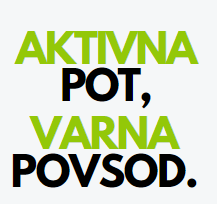 AKTIVNA
POT,
VARNA
POVSOD.